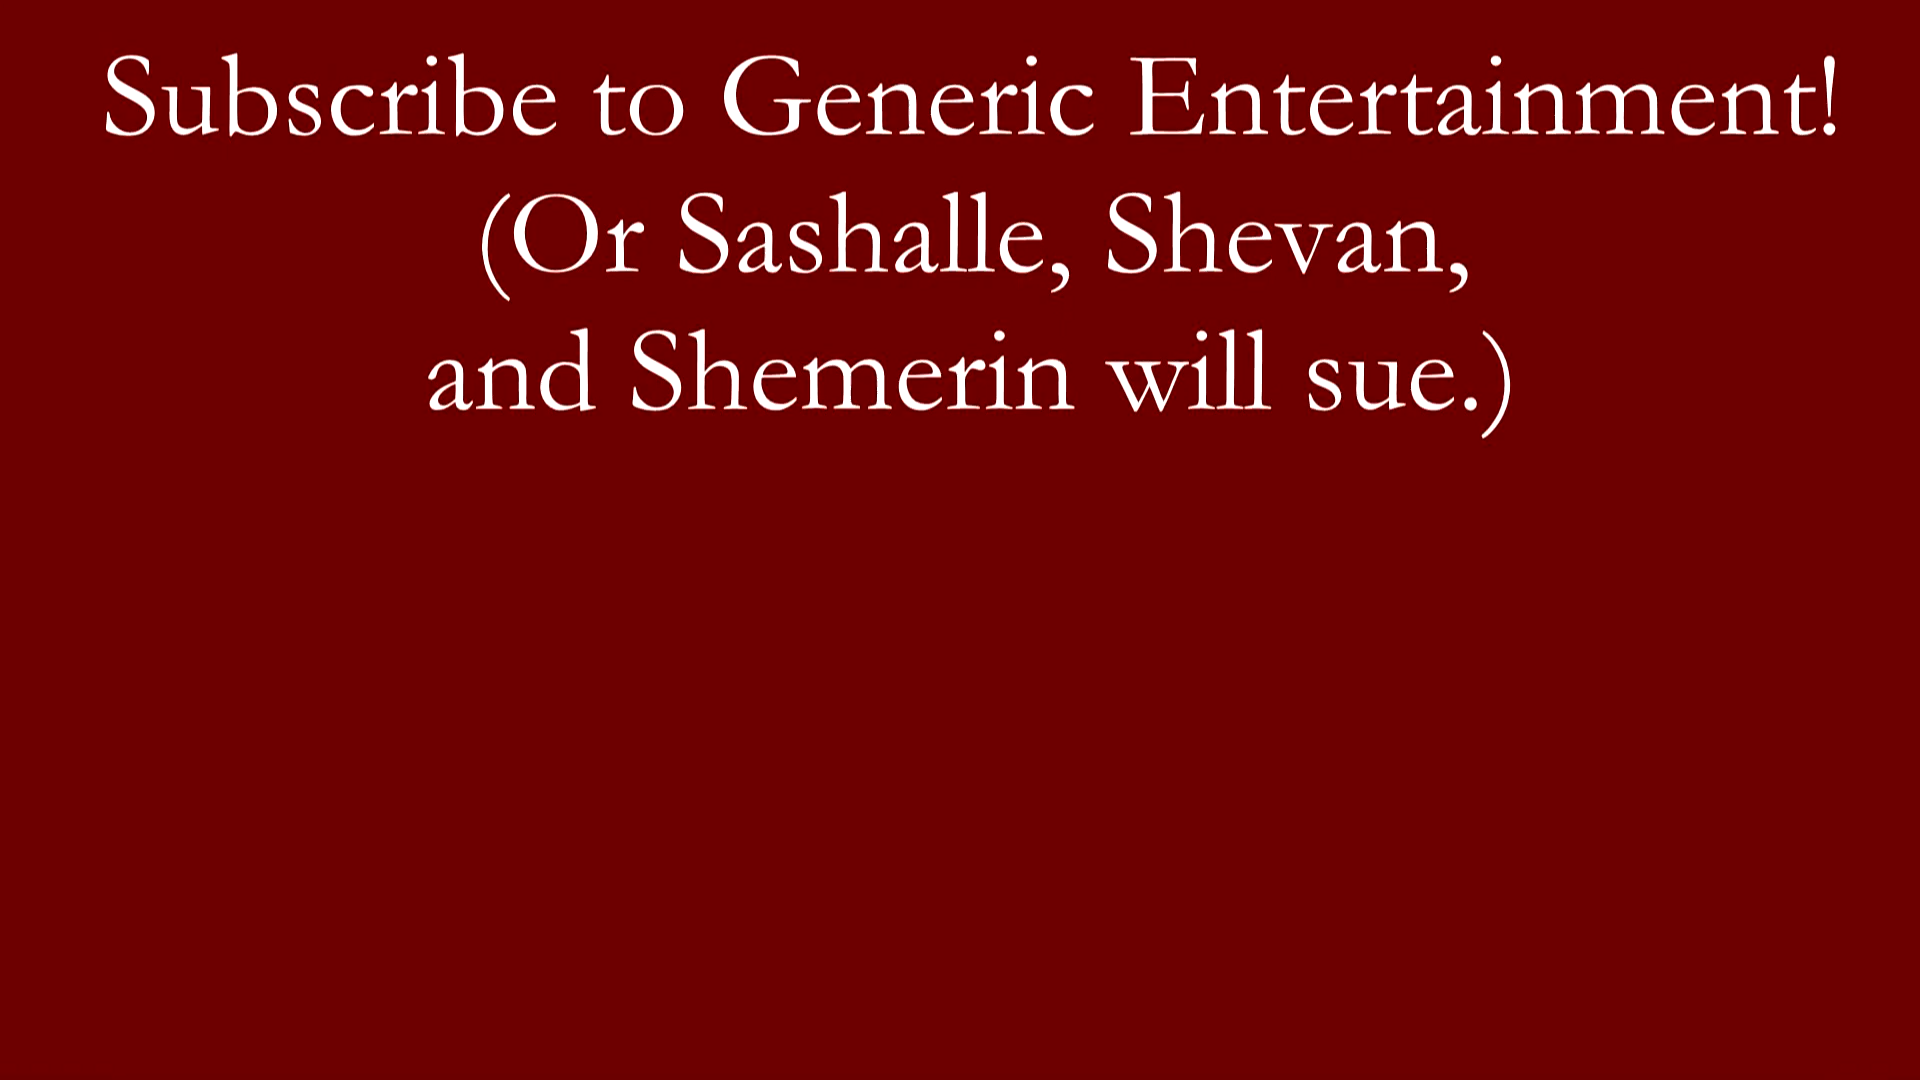 Subscribe to Generic Entertainment!
(Or Sashalle, Shevan,
and Shemerin will sue.)